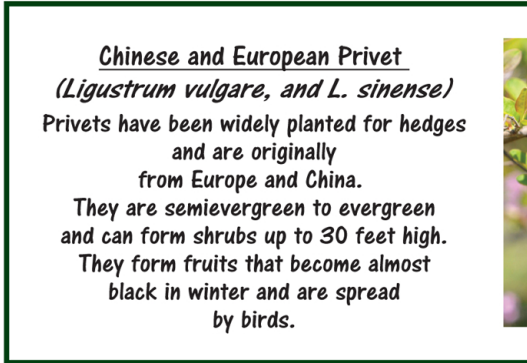 Chinese and European Privet
(Ligustrum vulgare, and L. sinense)
Privets have been widely planted for hedges
and are originally
from Europe and China.
They are semievergreen to evergreen
and can form shrubs up to 30 feet high.
They form fruits that become almost
black in winter and are spread
by birds.